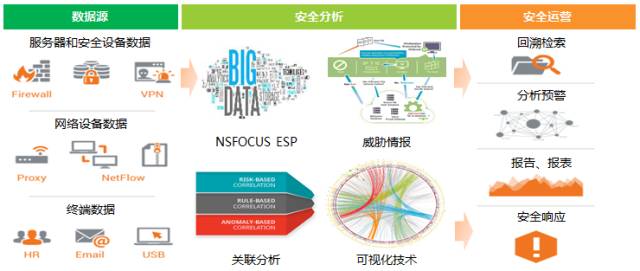 数据源
服务器和安全设备数据
Firewall
VPN
网络设备数据
Proxy
NetFlow
终端数据
HR
Email
USB
安全分析
BIG
DATA
NSFOCUS ESP
威胁情报
RISK-BASED
CORRELATION
RULE-BASED
CORRELATION
ANOMALY-BASED
CORRELATION
关联分析
可视化技术
安全运营
回溯检索
分析预警
报告、报表
安全响应